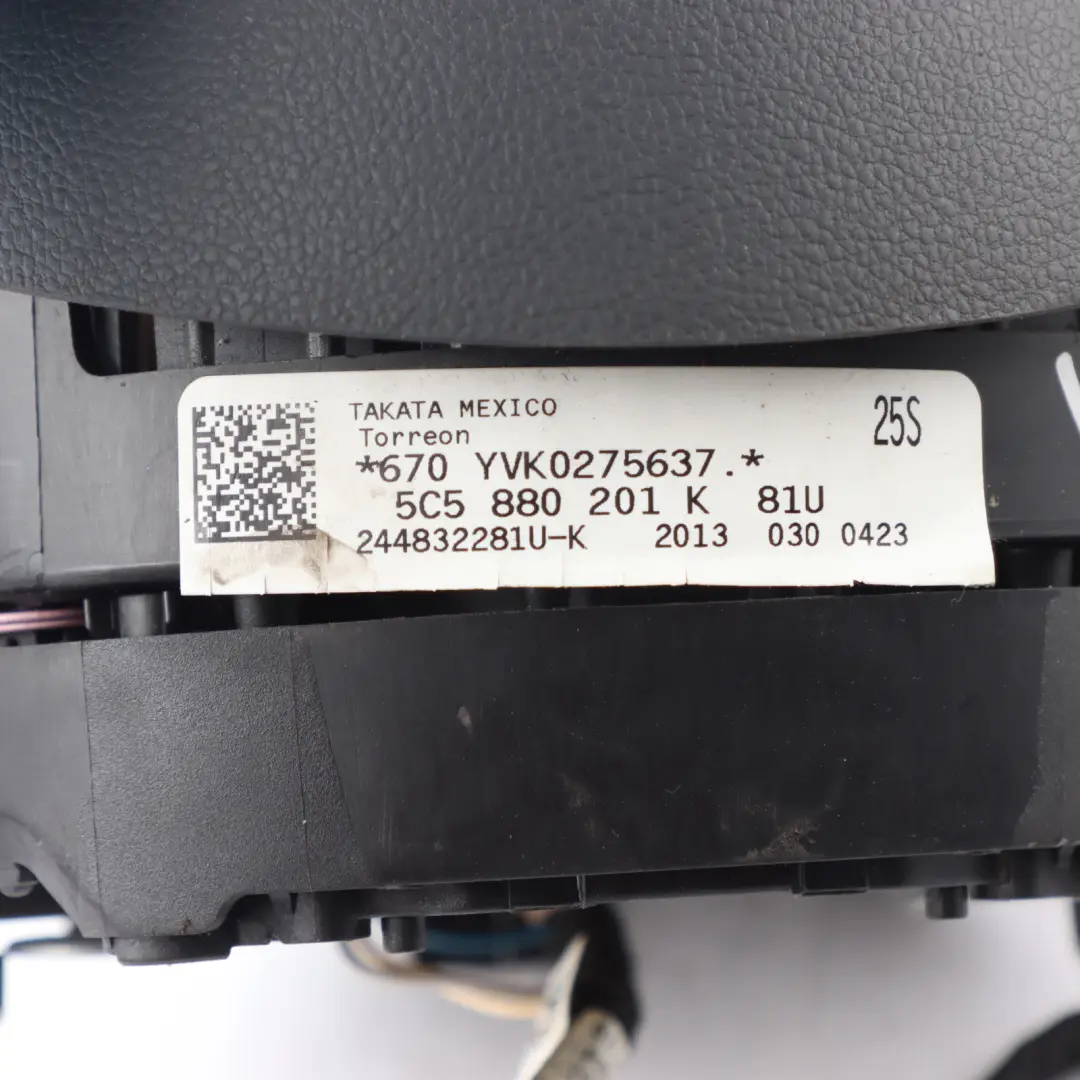 TAKATA MEXICO
25S
Torreon
*670 YVK0275637.*
5C5 880 201 K 81U
244832281U-K 2013 030 0423